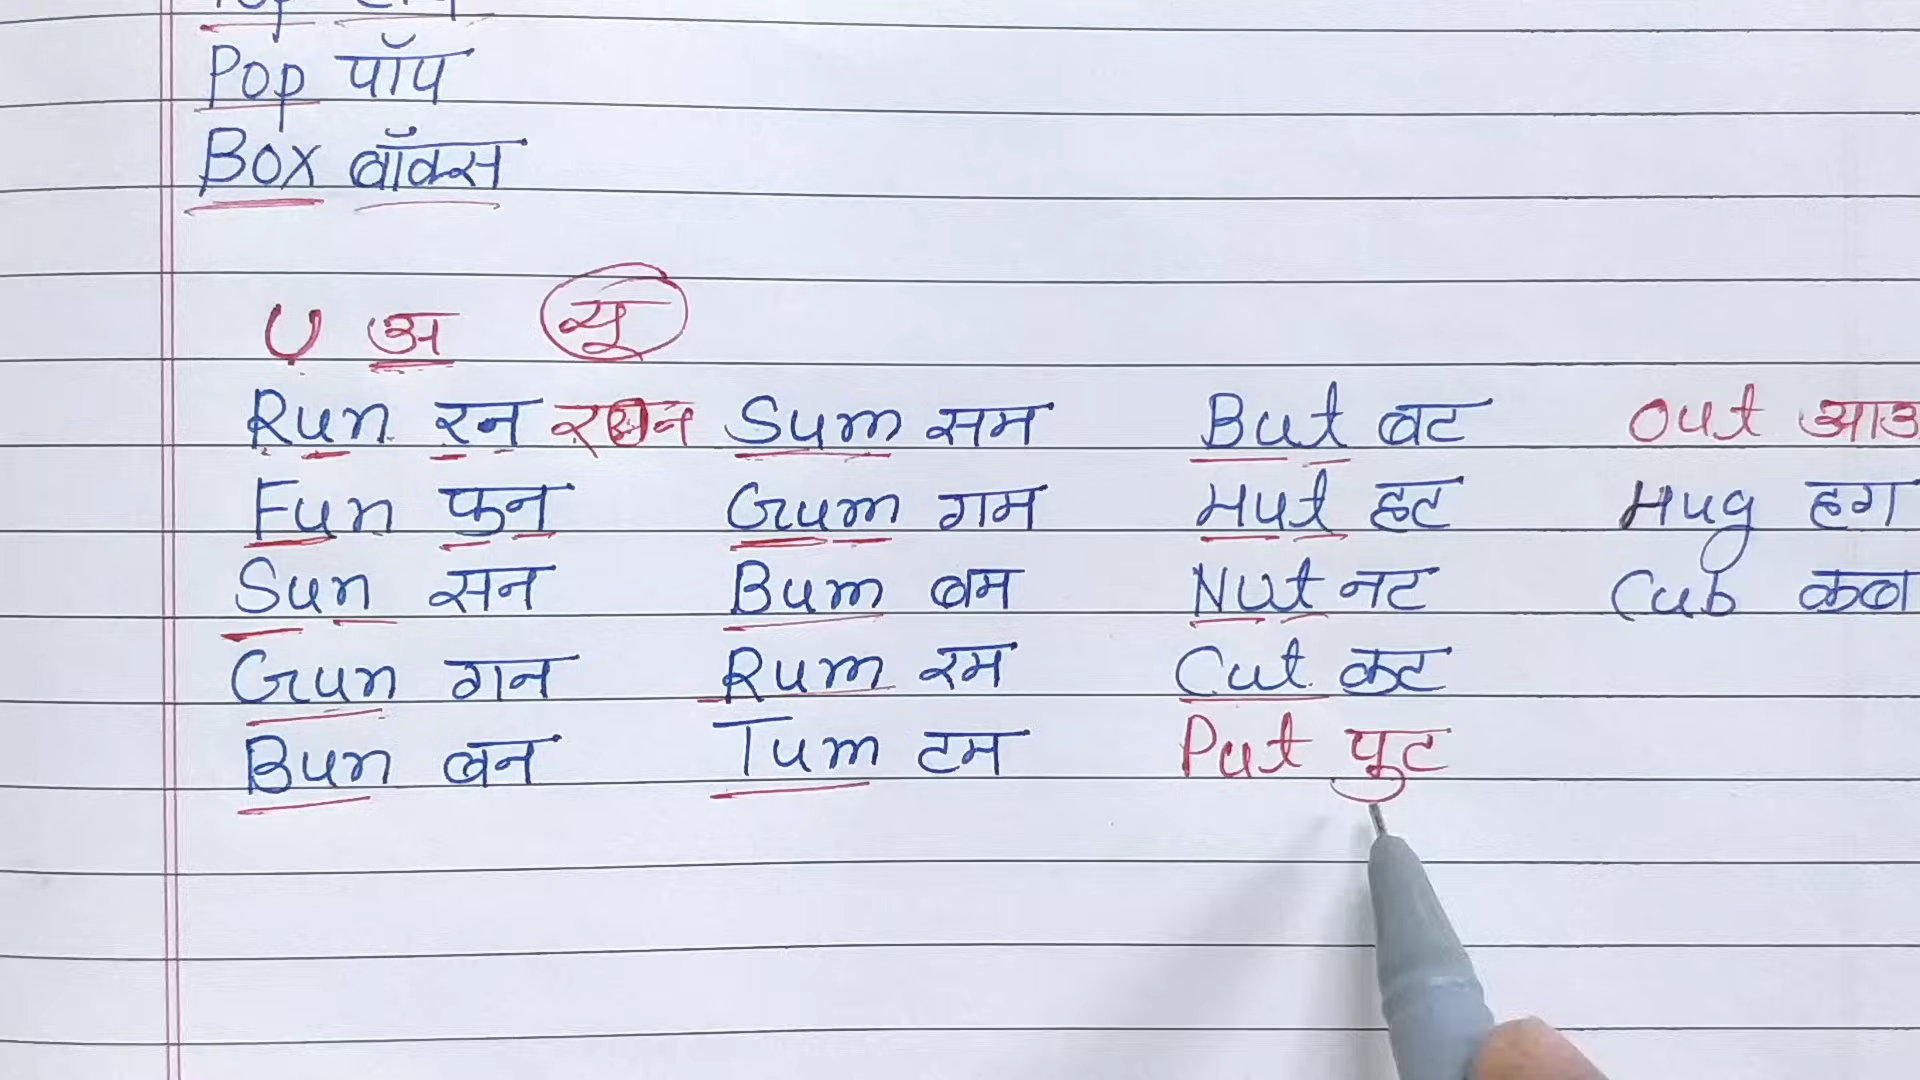 Pop पॉप
Box बॉक्स
U अ यू
Run रन रअन Sum सम But बट Out आउ
Fun फन Gum गम Hut हट Hug हग
Sun सन Bum बम Nut नट Cub कब
Gun गन Rum रम Cut कट
Bun बन Tum टम Put पुट